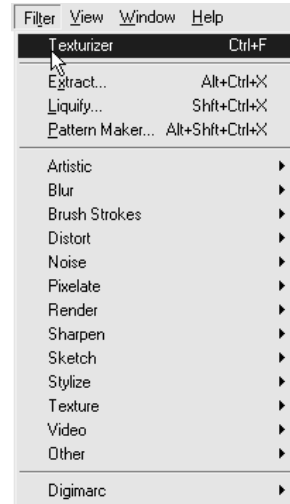 Filter View Window Help
Texturizer Ctrl+F
Extract... Alt+Ctrl+X
Liquify... Shft+Ctrl+X
Pattern Maker... Alt+Shft+Ctrl+X
Artistic
Blur
Brush Strokes
Distort
Noise
Pixelate
Render
Sharpen
Sketch
Stylize
Texture
Video
Other
Digimarc